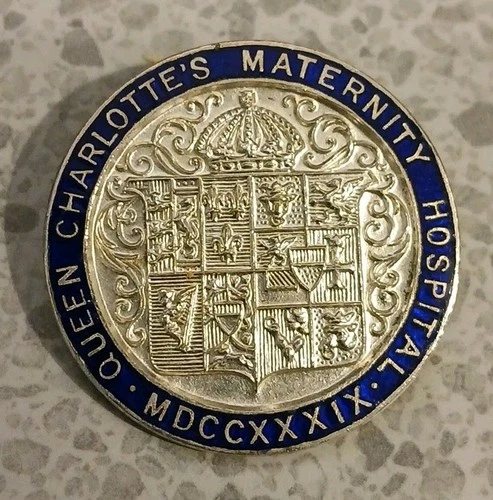 QUEEN CHARLOTTE'S MATERNITY HOSPITAL
· MDCCXXXIX ·